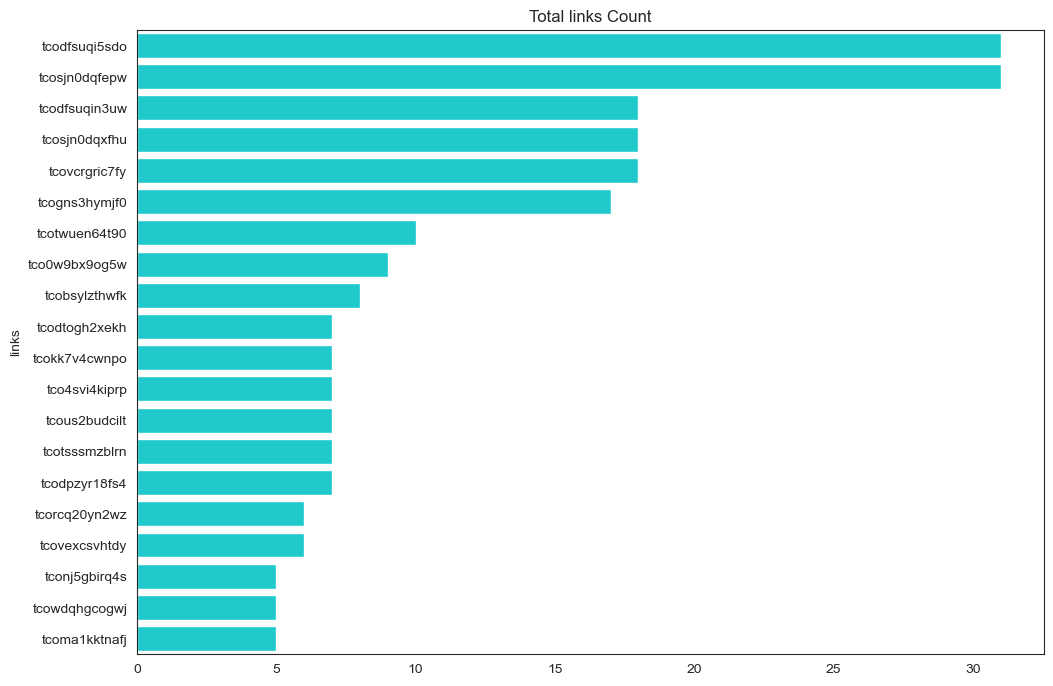 Total links Count
tcodfsuqi5sdo
tcosjn0dqfepw
tcodfsuqin3uw
tcosjn0dqxfhu
tcovcrgric7fy
tcogns3hymjf0
tcotwuen64t90
tco0w9bx9og5w
tcobsylzthwfk
tcodtogh2xekh
tcokk7v4cwnpo
tco4svi4kiprp
tcous2budcilt
tcotsssmzblrn
tcodpzyr18fs4
tcorcq20yn2wz
tcovexcsvhtdy
tconj5gbirq4s
tcowdqhgcogwj
tcoma1kktnafj
links
0 5 10 15 20 25 30